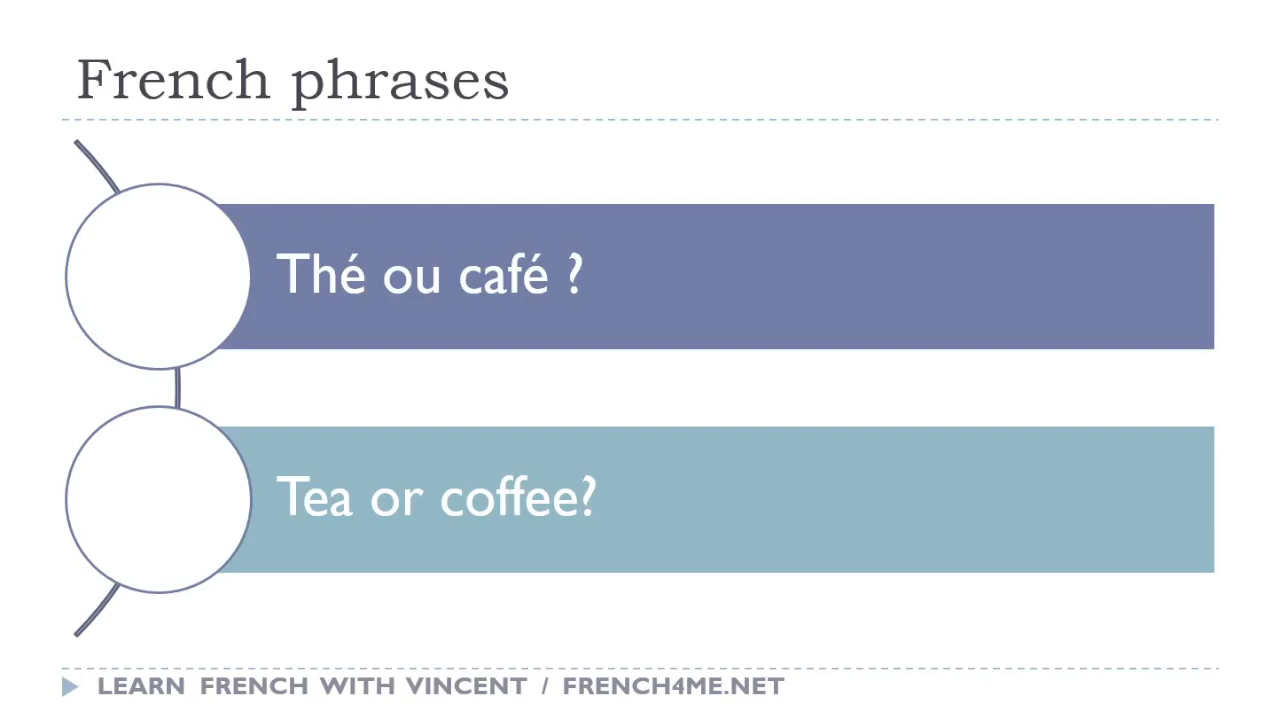 French phrases
Thé ou café ?
Tea or coffee?
LEARN FRENCH WITH VINCENT / FRENCH4ME.NET